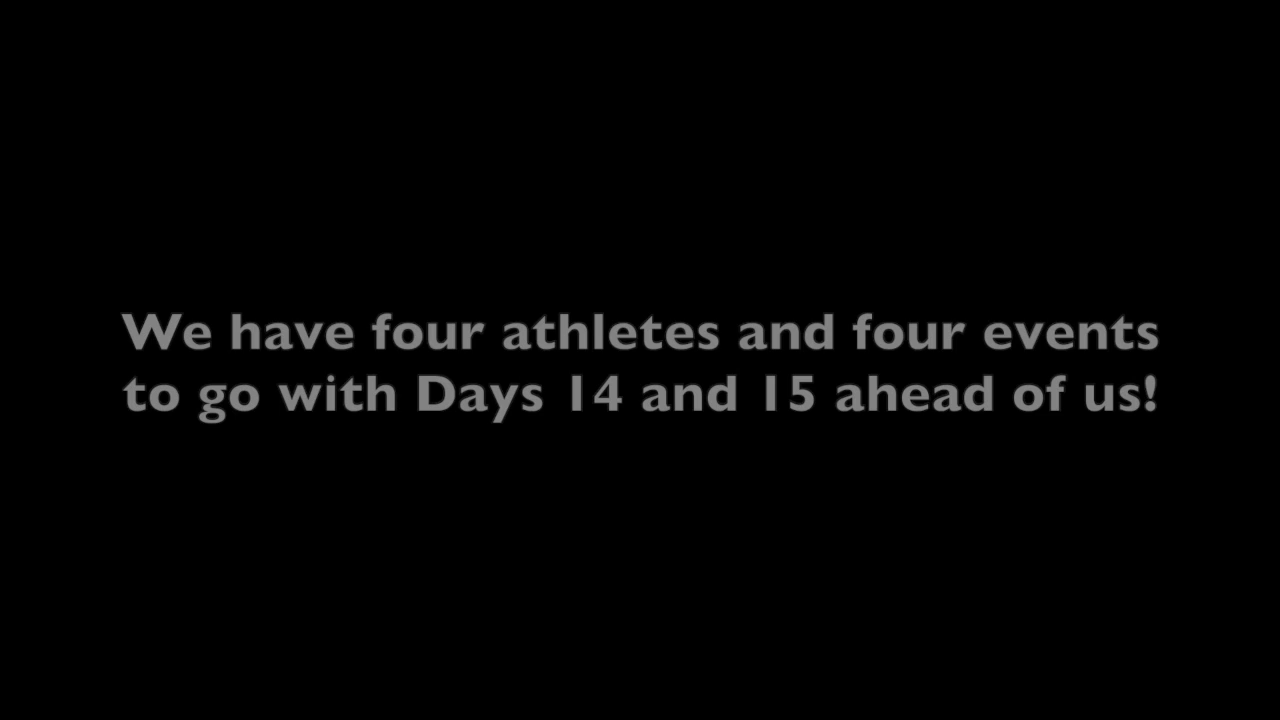 We have four athletes and four events
to go with Days 14 and 15 ahead of us!